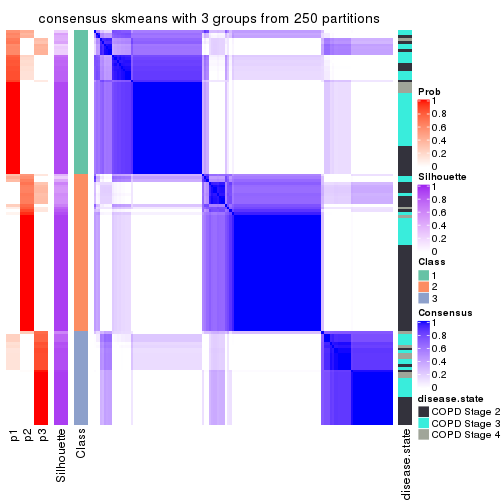 consensus skmeans with 3 groups from 250 partitions
Prob
1
0.8
0.6
0.4
0.2
0
Silhouette
1
0.8
0.6
0.4
0.2
0
Class
1
2
3
Consensus
1
0.8
0.6
0.4
0.2
0
disease.state
COPD Stage 2
COPD Stage 3
COPD Stage 4
p1
p2
p3
Silhouette
Class
disease.state